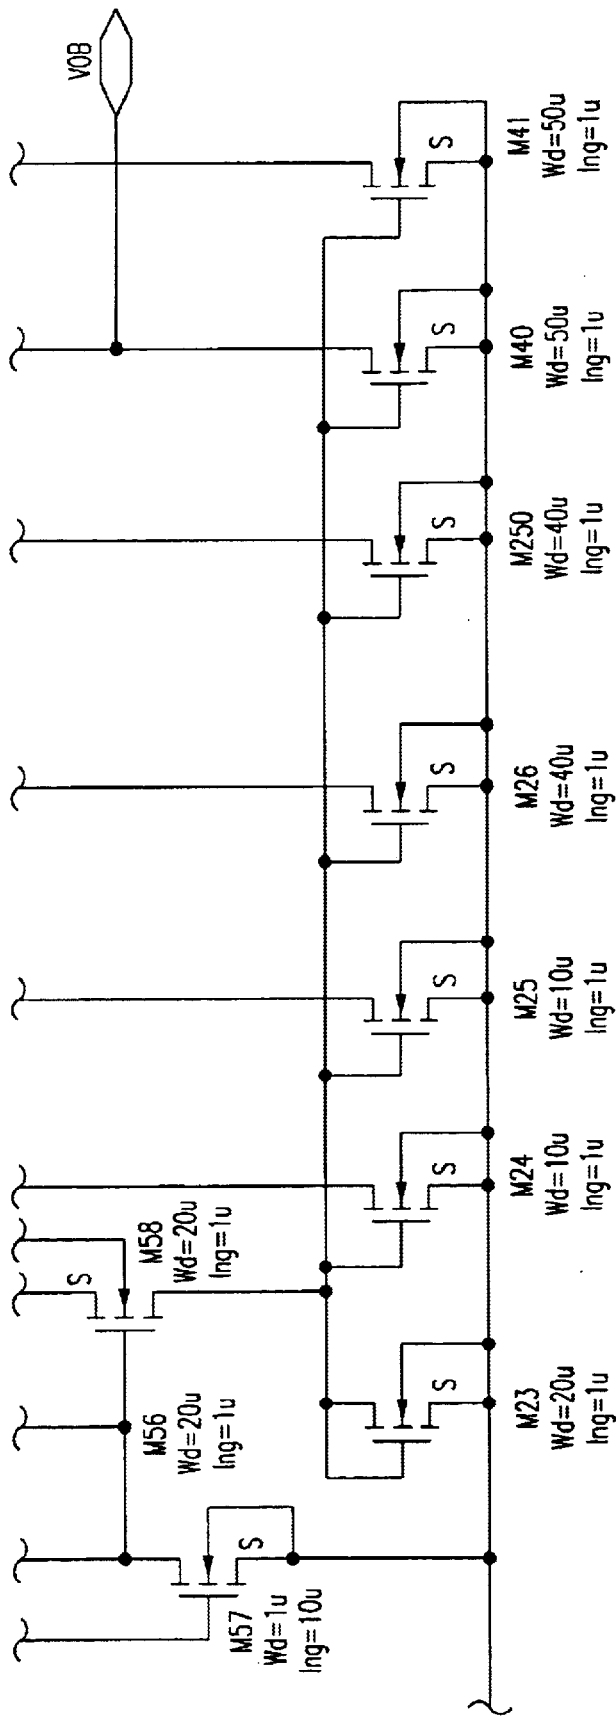 S
V0B
M56
Wd=20u
lng=1u
M58
Wd=20u
lng=1u
S
M57
Wd=1u
lng=10u
S
M23
Wd=20u
lng=1u
S
M24
Wd=10u
lng=1u
S
M25
Wd=10u
lng=1u
S
M26
Wd=40u
lng=1u
S
M250
Wd=40u
lng=1u
S
M40
Wd=50u
lng=1u
S
M41
Wd=50u
lng=1u